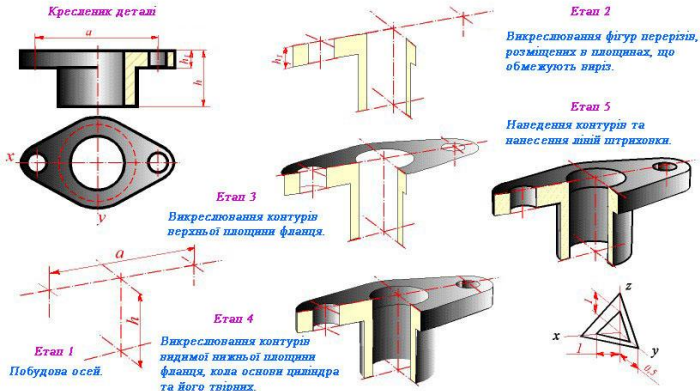 Кресленик деталі
a
h₁
h
x
y
Етап 1
Побудова осей.
a
h
Етап 2
Викреслювання фігур перерізів,
розміщених в площинах, що
обмежують виріз.
h₁
Етап 3
Викреслювання контурів
верхньої площини фланця.
Етап 4
Викреслювання контурів
видимої нижньої площини
фланця, кола основи циліндра
та його твірних.
Етап 5
Наведення контурів та
нанесення ліній штриховки.
z
1
x
y
1
0.5